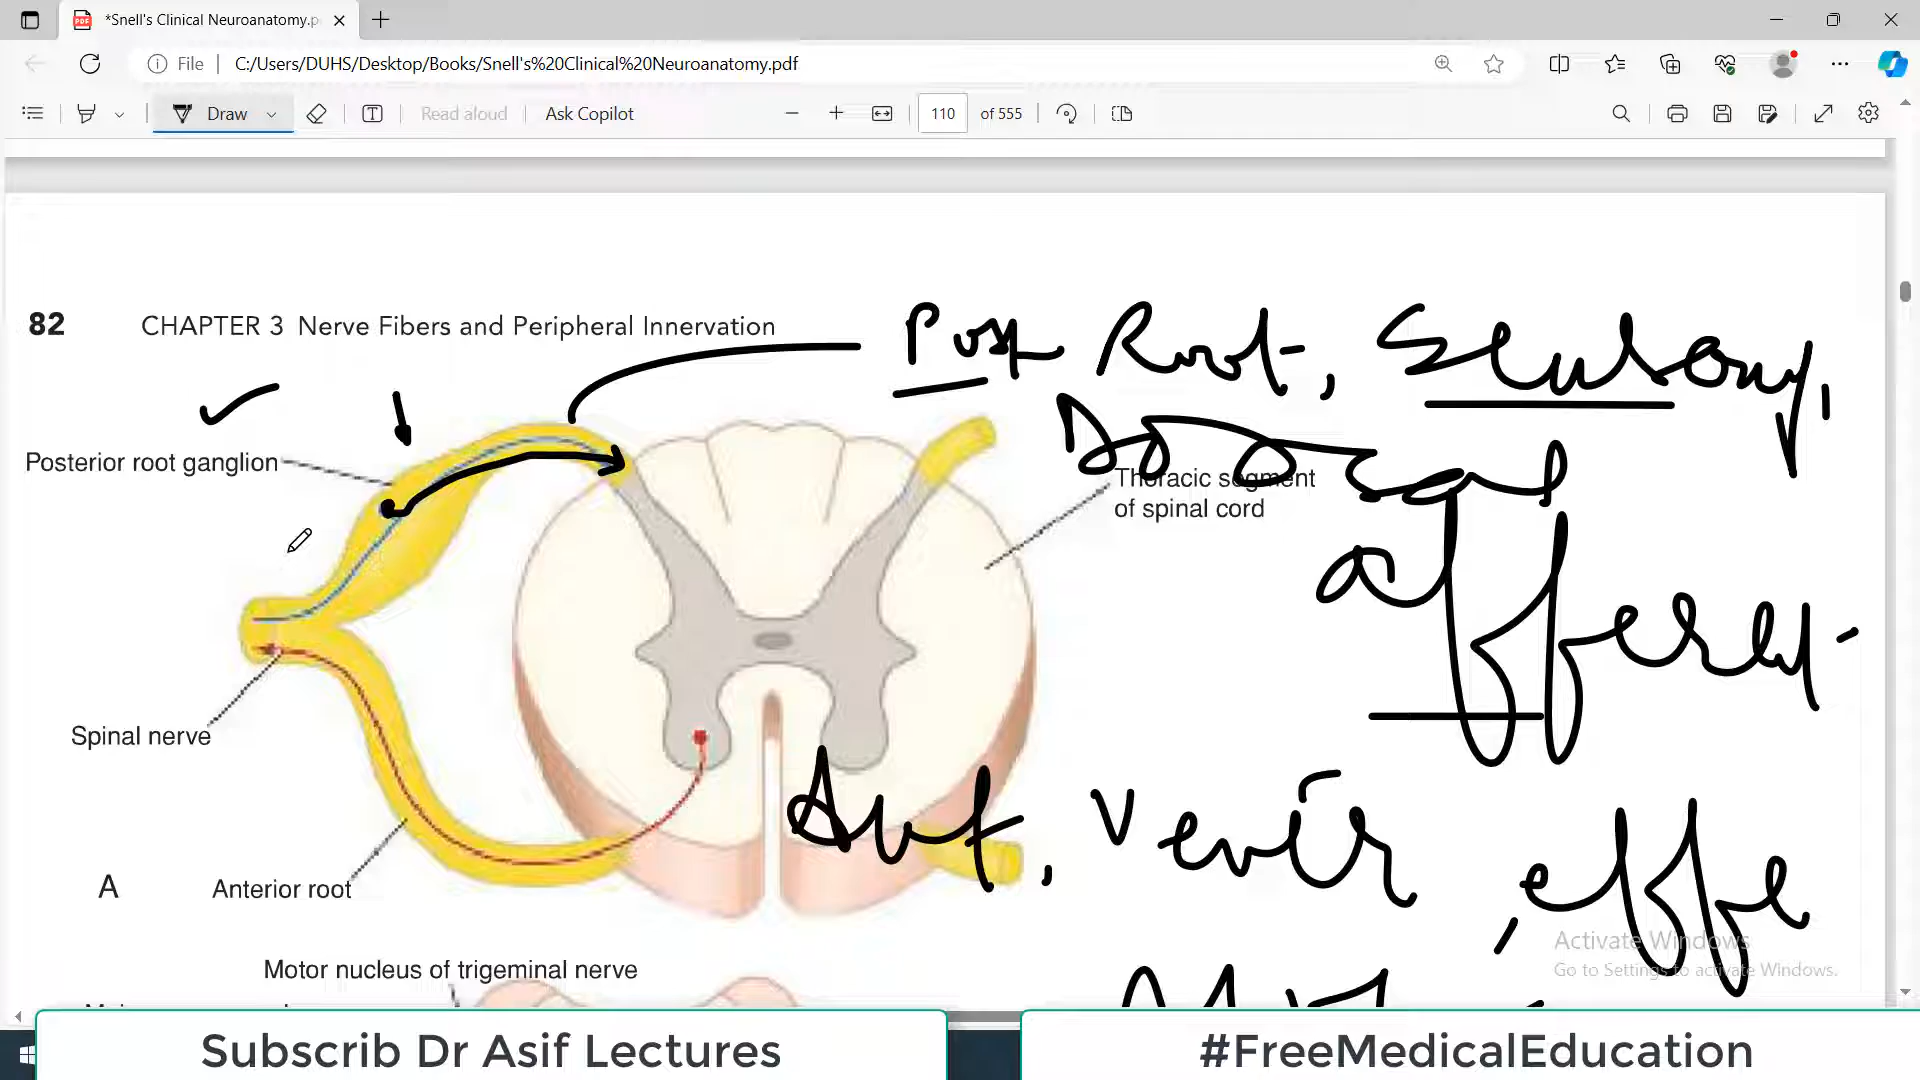 *Snell's Clinical Neuroanatomy.p
File
C:/Users/DUHS/Desktop/Books/Snell's%20Clinical%20Neuroanatomy.pdf
Draw
Read aloud
Ask Copilot
110 of 555
82 CHAPTER 3 Nerve Fibers and Peripheral Innervation
Post Root, Sensory,
Dorsal
Posterior root ganglion
Thoracic segment
of spinal cord
afferent
Spinal nerve
Ant, Ventr, effe
Anterior root
A
Activate Windows
Go to Settings to activate Windows.
Motor nucleus of trigeminal nerve
Subscrib Dr Asif Lectures
#FreeMedicalEducation